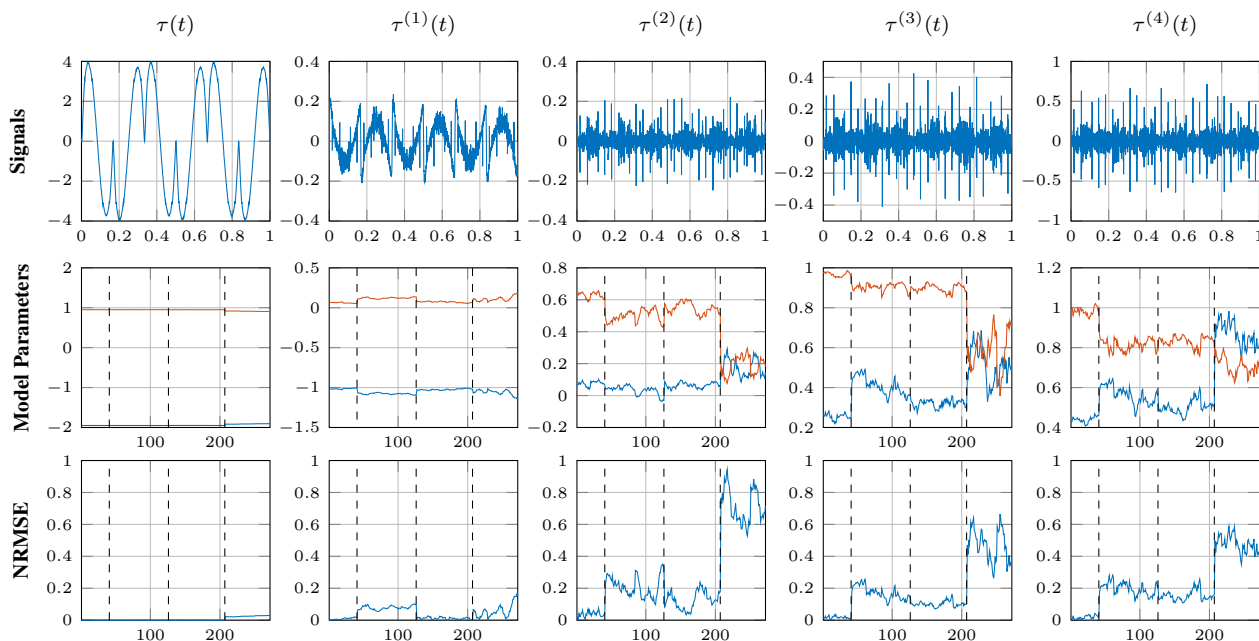 τ(t) τ^(1)(t) τ^(2)(t) τ^(3)(t) τ^(4)(t)
Signals
4 2 0 −2 −4
0 0.2 0.4 0.6 0.8 1
0.4 0.2 0 −0.2 −0.4
0 0.2 0.4 0.6 0.8 1
0.4 0.2 0 −0.2 −0.4
0 0.2 0.4 0.6 0.8 1
0.4 0.2 0 −0.2 −0.4
0 0.2 0.4 0.6 0.8 1
1 0.5 0 −0.5 −1
0 0.2 0.4 0.6 0.8 1
Model Parameters
2 1 0 −1 −2
100 200
0.5 0 −0.5 −1 −1.5
100 200
0.8 0.6 0.4 0.2 0 −0.2
100 200
1 0.8 0.6 0.4 0.2
100 200
1.2 1 0.8 0.6 0.4
100 200
NRMSE
1 0.8 0.6 0.4 0.2 0
100 200
1 0.8 0.6 0.4 0.2 0
100 200
1 0.8 0.6 0.4 0.2 0
100 200
1 0.8 0.6 0.4 0.2 0
100 200
1 0.8 0.6 0.4 0.2 0
100 200